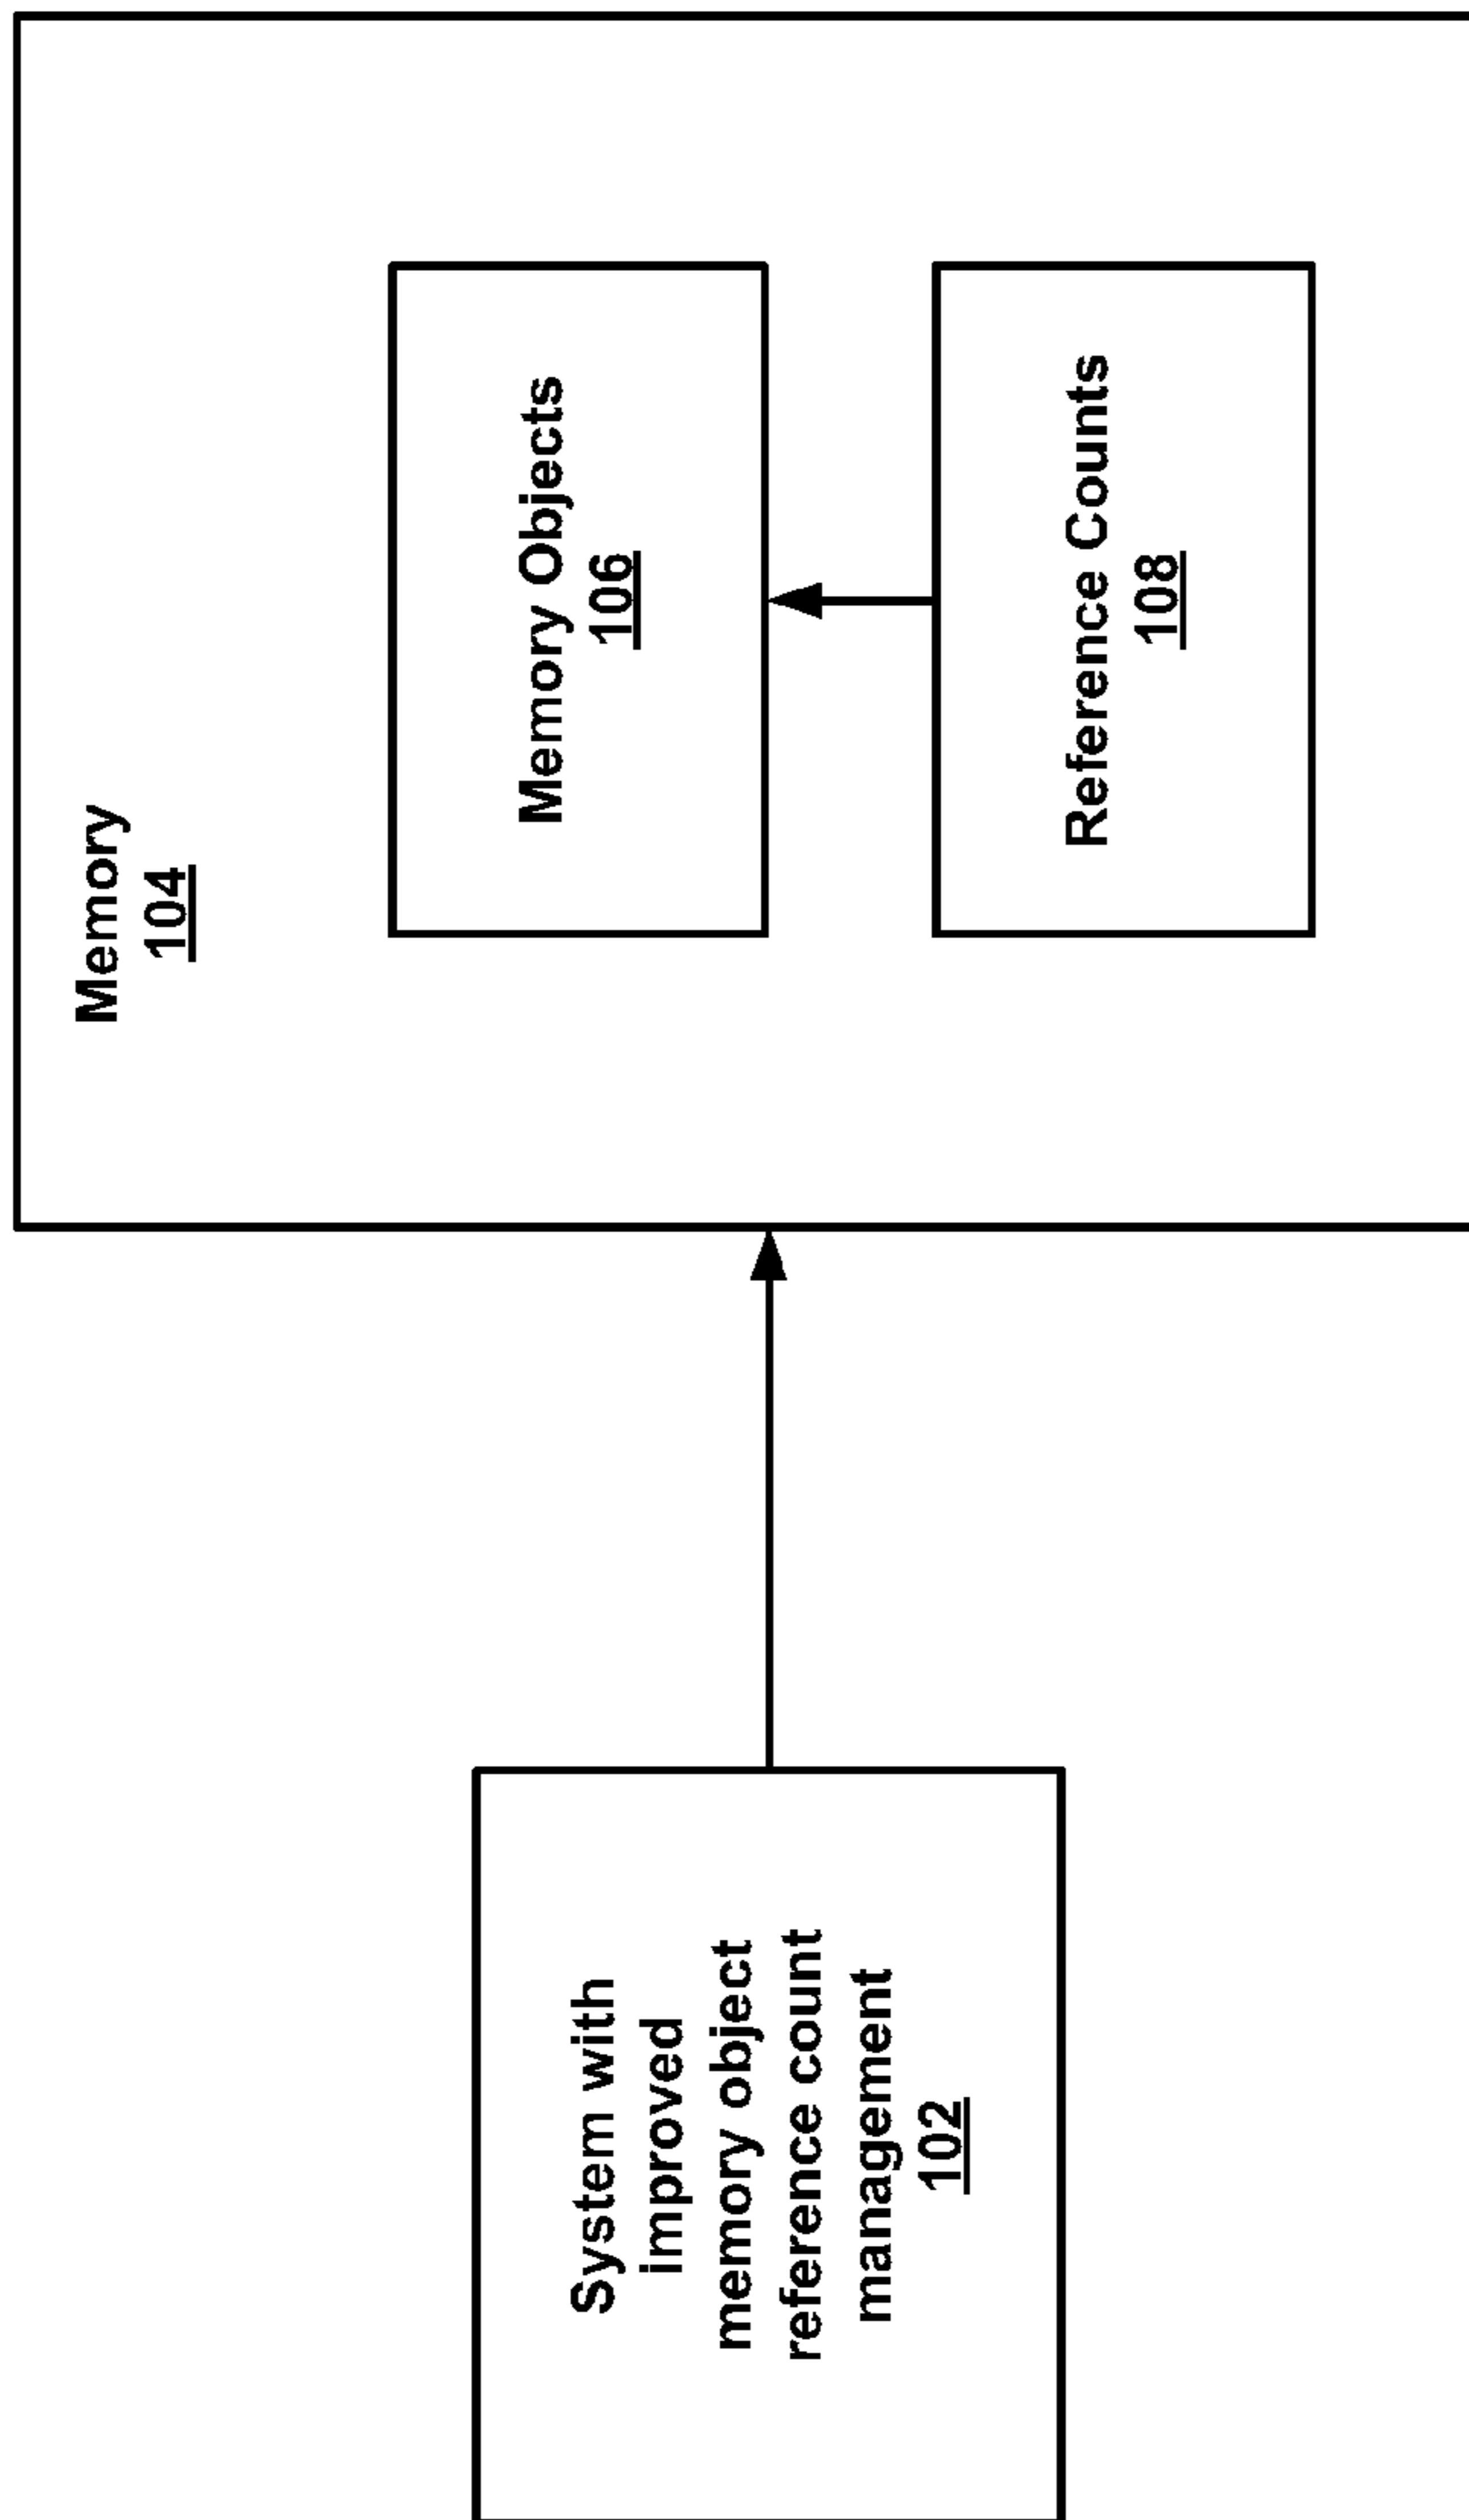 Memory
104
Memory Objects
106
Reference Counts
108
System with
improved
memory object
reference count
management
102